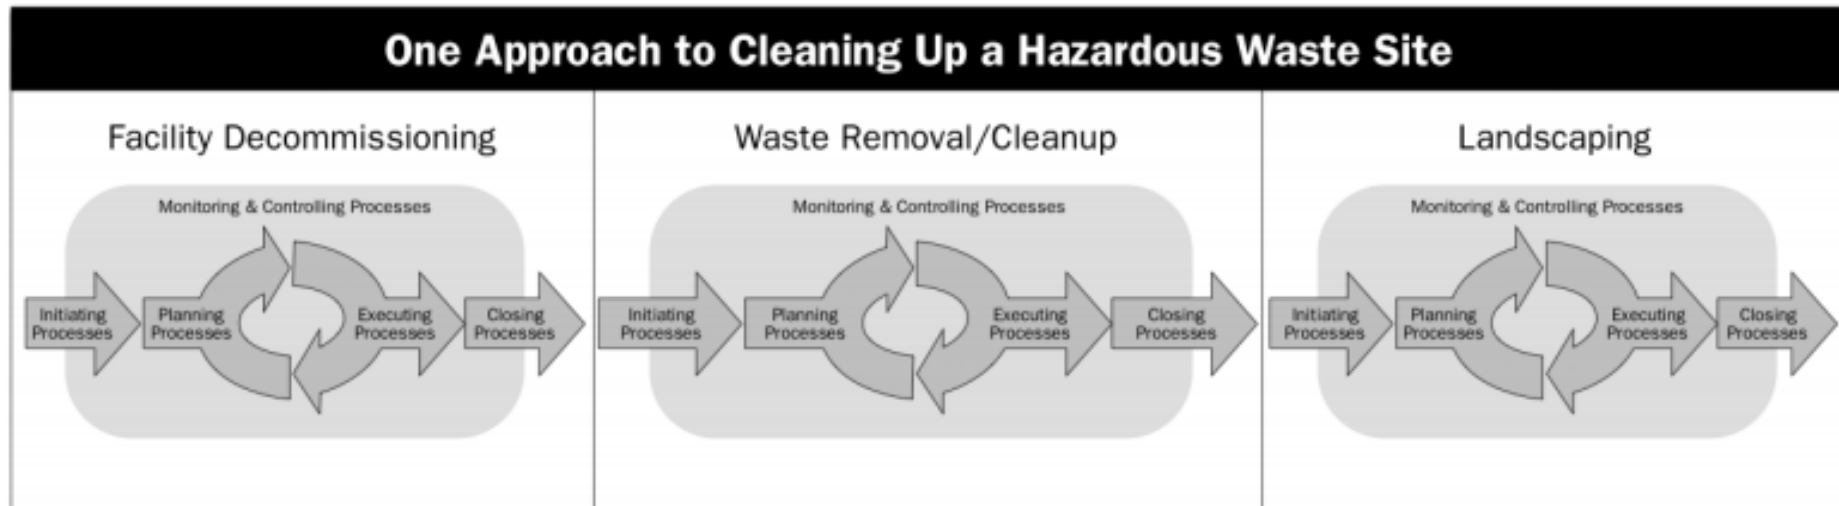 One Approach to Cleaning Up a Hazardous Waste Site
Facility Decommissioning
Monitoring & Controlling Processes
Initiating
Processes
Planning
Processes
Executing
Processes
Closing
Processes
Waste Removal/Cleanup
Monitoring & Controlling Processes
Initiating
Processes
Planning
Processes
Executing
Processes
Closing
Processes
Landscaping
Monitoring & Controlling Processes
Initiating
Processes
Planning
Processes
Executing
Processes
Closing
Processes